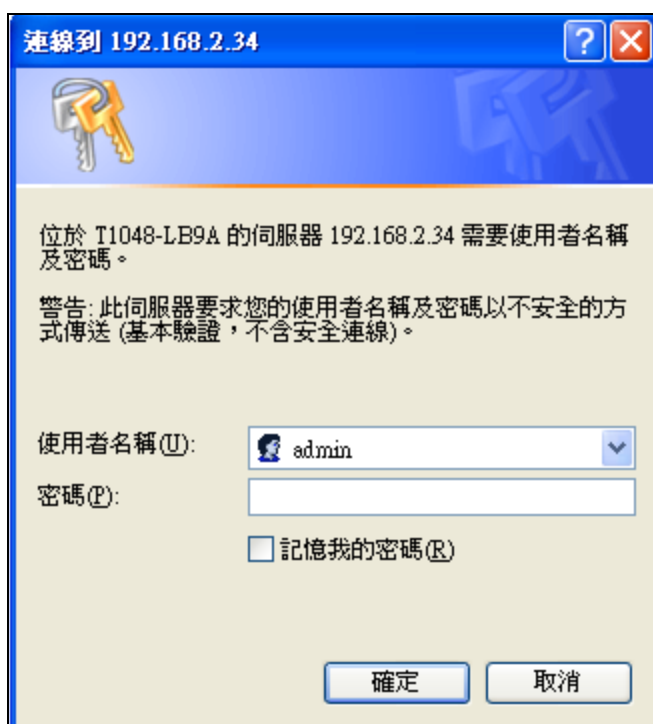 連線到 192.168.2.34
位於 T1048-LB9A 的伺服器 192.168.2.34 需要使用者名稱
及密碼。
警告: 此伺服器要求您的使用者名稱及密碼以不安全的方
式傳送 (基本驗證，不含安全連線)。
使用者名稱(U):
admin
密碼(P):
記憶我的密碼(R)
確定
取消